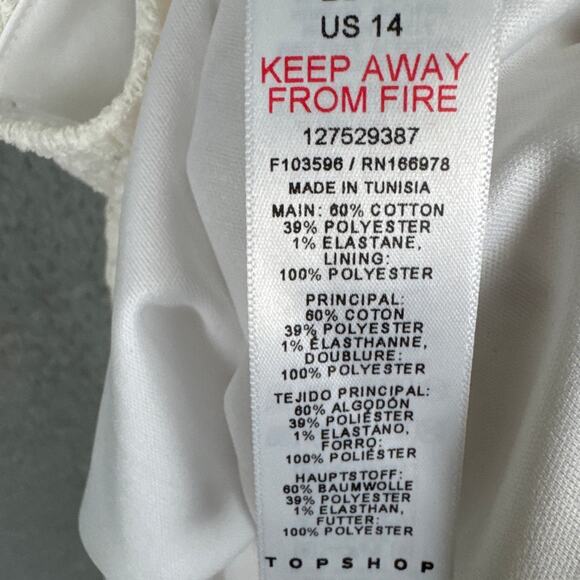 US 14
KEEP AWAY
FROM FIRE
127529387
F103596 / RN166978
MADE IN TUNISIA
MAIN: 60% COTTON
39% POLYESTER
1% ELASTANE,
LINING:
100% POLYESTER
PRINCIPAL:
60% COTON
39% POLYESTER
1% ÉLASTHANNE,
DOUBLURE:
100% POLYESTER
TEJIDO PRINCIPAL:
60% ALGODÓN
39% POLIÉSTER
1% ELASTANO,
FORRO:
100% POLIÉSTER
HAUPTSTOFF:
60% BAUMWOLLE
39% POLYESTER
1% ELASTHAN,
FUTTER:
100% POLYESTER
TOPSHOP